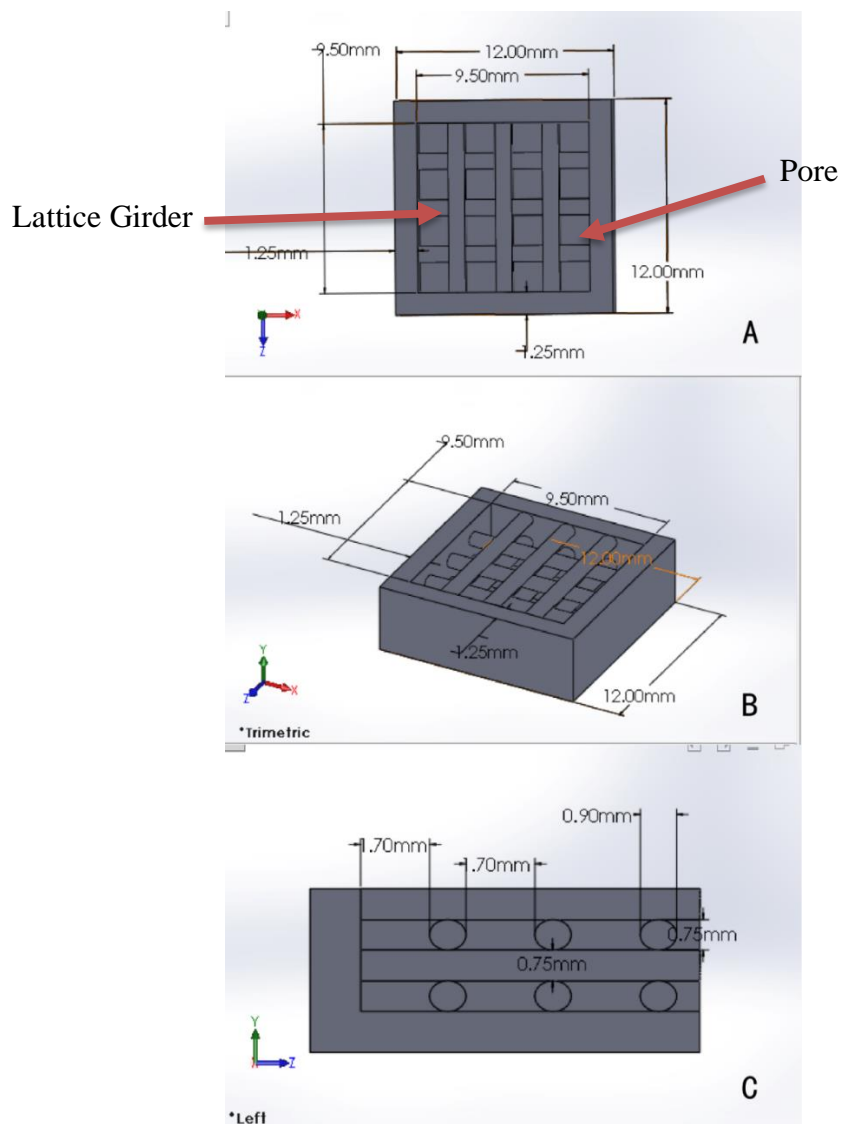 -9.50mm
12.00mm
9.50mm
Pore
Lattice Girder
1.25mm
12.00mm
X
Z
1.25mm
A
-9.50mm
9.50mm
1.25mm
12.00mm
1.25mm
Y
X
Z
12.00mm
B
*Trimetric
0.90mm
1.70mm
1.70mm
0.75mm
0.75mm
Y
X
Z
C
*Left